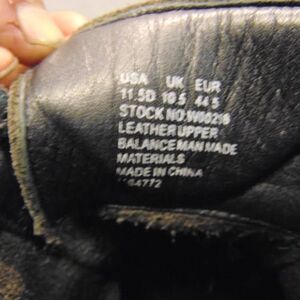 USA UK EUR
11.5D 10.5 44.5
STOCK NO:
LEATHER UPPER
BALANCE MAN MADE
MATERIALS
MADE IN CHINA